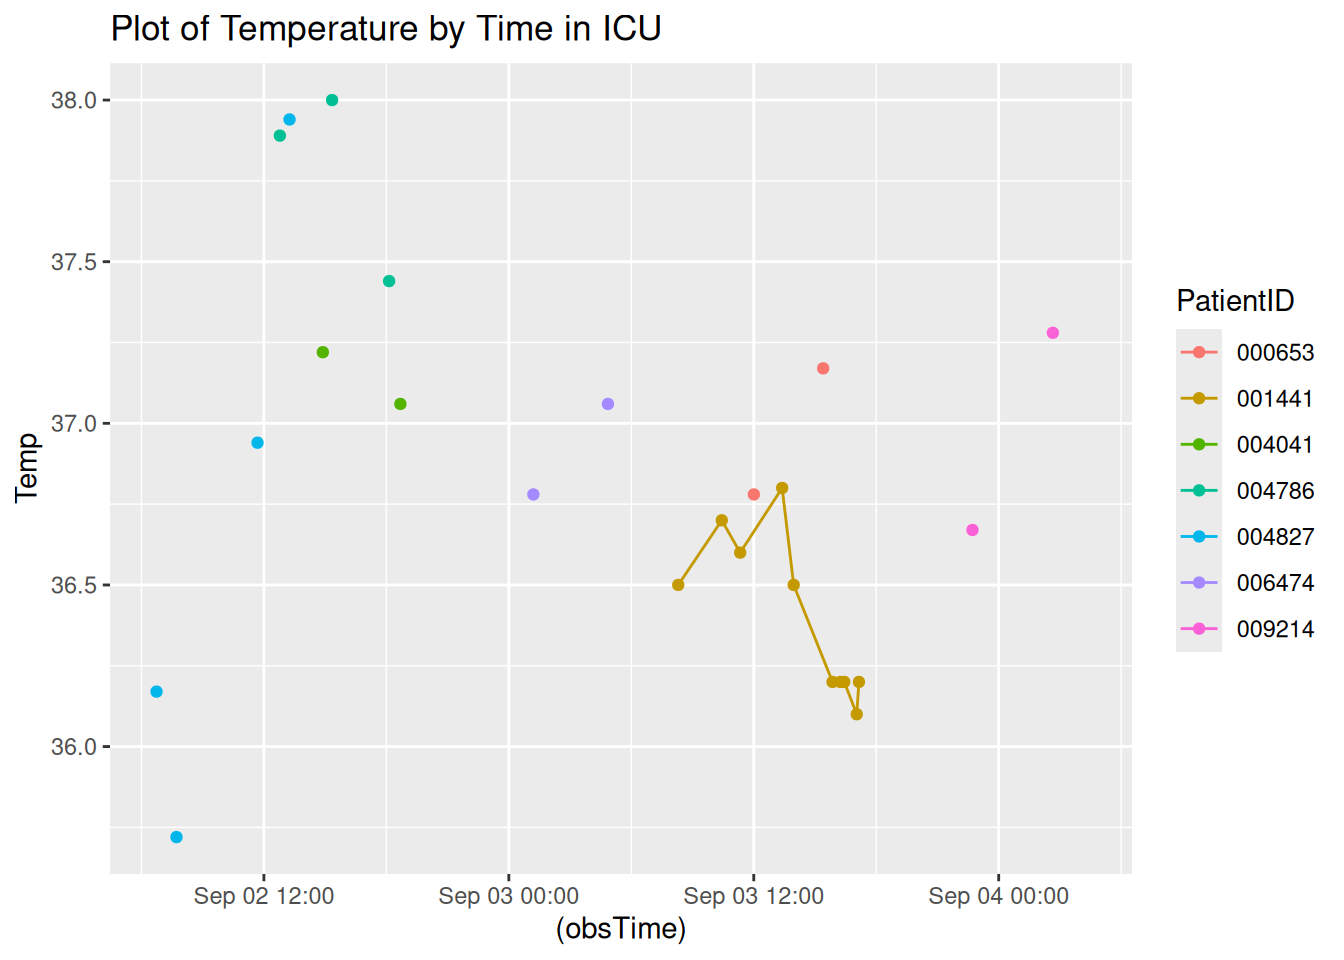 Plot of Temperature by Time in ICU
38.0
37.5
37.0
36.5
36.0
Temp
Sep 02 12:00
Sep 03 00:00
Sep 03 12:00
Sep 04 00:00
(obsTime)
PatientID
000653
001441
004041
004786
004827
006474
009214